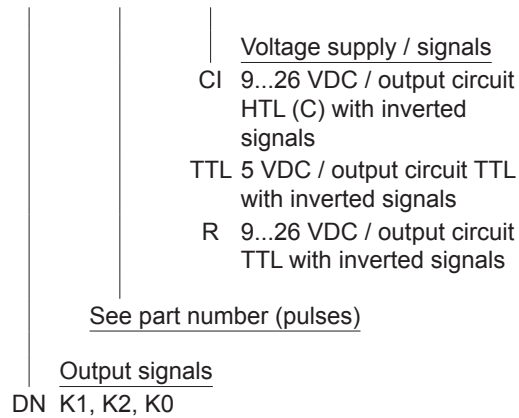 Voltage supply / signals
CI 9...26 VDC / output circuit
HTL (C) with inverted
signals
TTL 5 VDC / output circuit TTL
with inverted signals
R 9...26 VDC / output circuit
TTL with inverted signals
See part number (pulses)
Output signals
DN K1, K2, K0